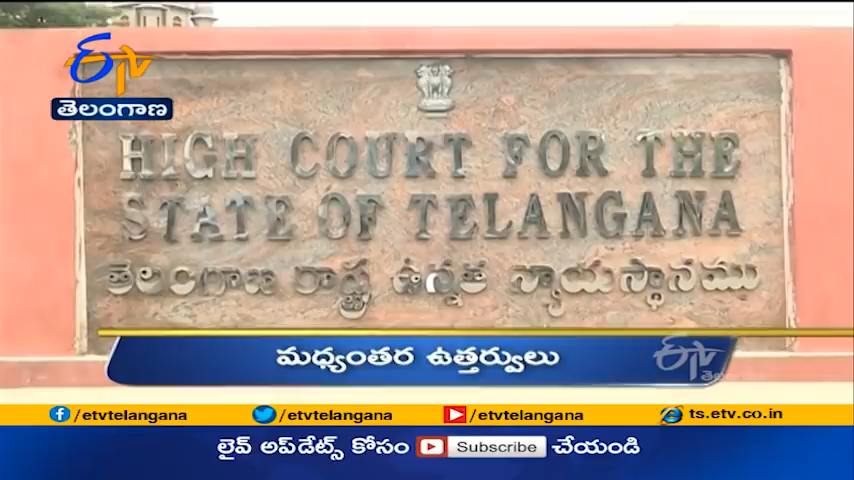 ETV
తెలంగాణ
HIGH COURT FOR THE
STATE OF TELANGANA
తెలంగాణ రాష్ట్ర ఉన్నత న్యాయస్థానము
మధ్యంతర ఉత్తర్వులు
ETV
తెల
/etvtelangana /etvtelangana /etvtelangana ts.etv.co.in
లైవ్ అప్‌డేట్స్ కోసం Subscribe చేయండి